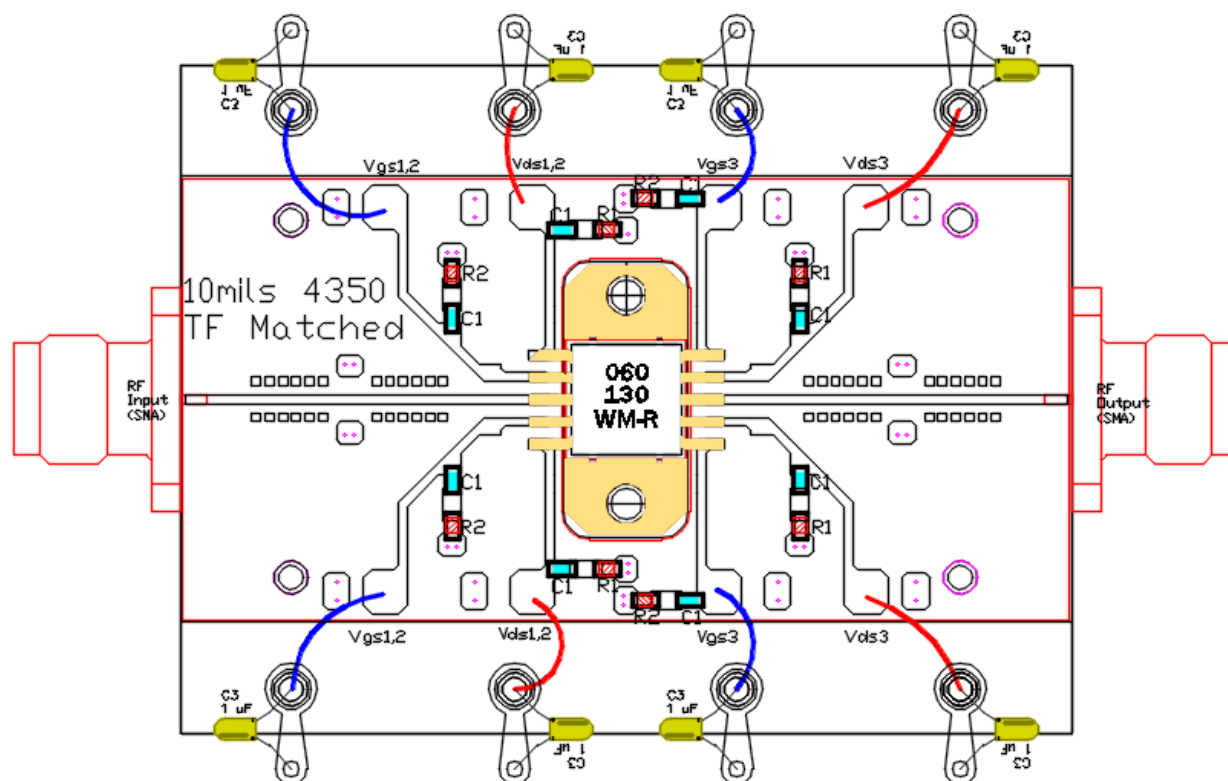 C3
1 uF
C3
1 uF
1 uF
C2
1 uF
C2
Vgs1,2
Vds1,2
Vgs3
Vds3
R2
C1
C1
R1
R2
R1
10mils 4350
TF Matched
C1
C1
060
130
WM-R
RF
Input
(SMA)
RF
Output
(SMA)
C1
C1
R2
R1
C1
R1
R2
C1
Vgs1,2
Vds1,2
Vgs3
Vds3
C3
1 uF
1 uF
C3
C3
1 uF
1 uF
C3